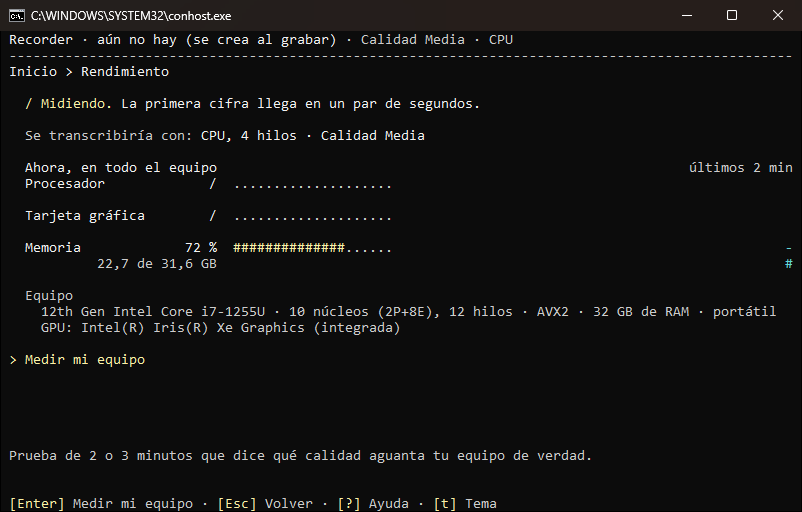 C:\WINDOWS\SYSTEM32\conhost.exe
Recorder · aún no hay (se crea al grabar) · Calidad Media · CPU
--------------------------------------------------------------------------------------------------
Inicio > Rendimiento
/ Midiendo. La primera cifra llega en un par de segundos.
Se transcribiría con: CPU, 4 hilos · Calidad Media
Ahora, en todo el equipo últimos 2 min
Procesador / ....................
Tarjeta gráfica / ....................
Memoria 72 % ##############...... -
22,7 de 31,6 GB #
Equipo
12th Gen Intel Core i7-1255U · 10 núcleos (2P+8E), 12 hilos · AVX2 · 32 GB de RAM · portátil
GPU: Intel(R) Iris(R) Xe Graphics (integrada)
> Medir mi equipo
Prueba de 2 o 3 minutos que dice qué calidad aguanta tu equipo de verdad.
[Enter] Medir mi equipo · [Esc] Volver · [?] Ayuda · [t] Tema